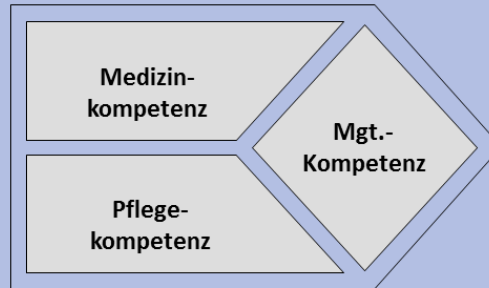 Medizin-
kompetenz
Mgt.-
Kompetenz
Pflege-
kompetenz